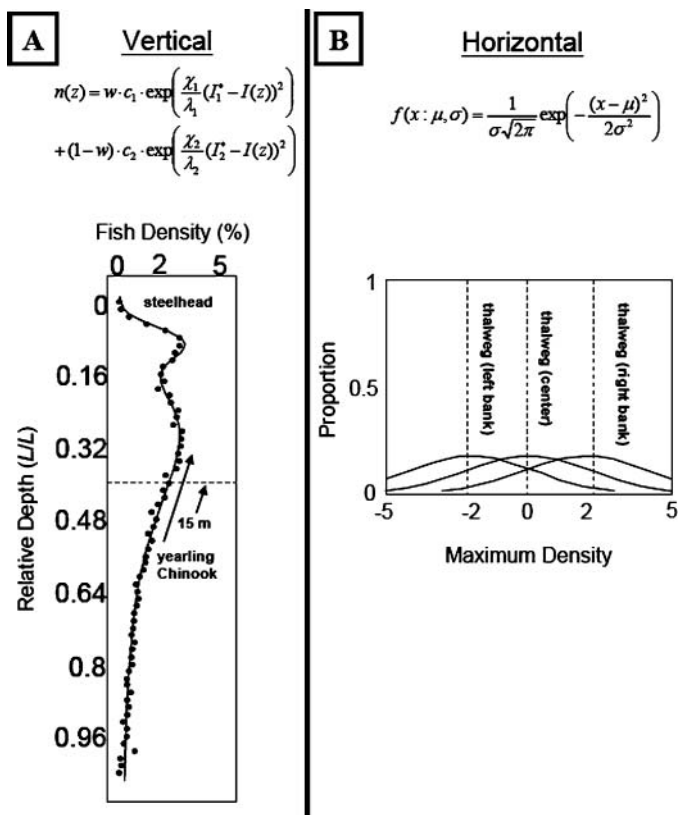 A
Vertical
n(z) = w·c₁·exp(χ₁/λ₁ (I₁* − I(z))²)
+ (1−w)·c₂·exp(χ₂/λ₂ (I₂* − I(z))²)
Fish Density (%)
0 2 5
steelhead
0
0.16
0.32
0.48
0.64
0.8
0.96
Relative Depth (L/L)
15 m
yearling
Chinook
B
Horizontal
f(x : μ,σ) = 1/(σ√2π) exp(−(x−μ)²/2σ²)
1
0.5
0
Proportion
thalweg
(left bank)
thalweg
(center)
thalweg
(right bank)
-5 -2 0 2 5
Maximum Density